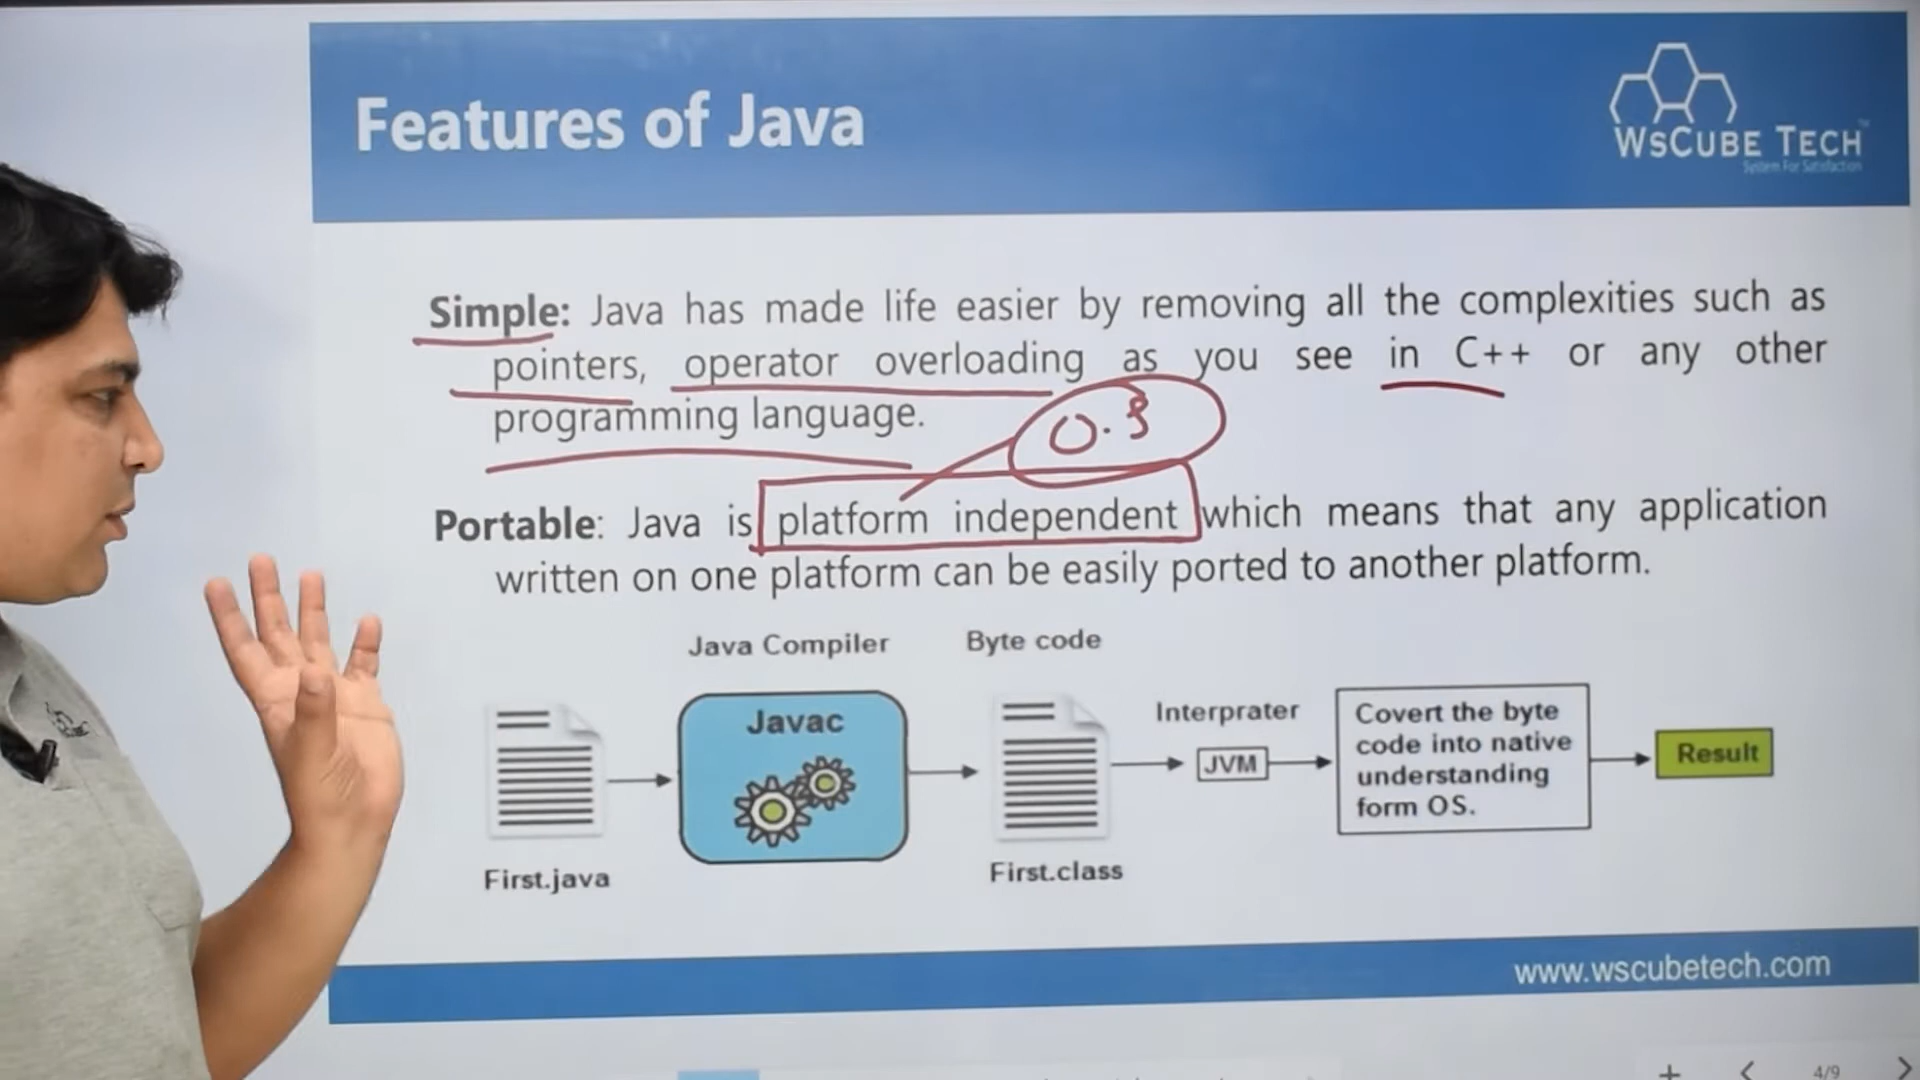 Features of Java
WSCUBE TECH
System For Satisfaction
Simple: Java has made life easier by removing all the complexities such as
pointers, operator overloading as you see in C++ or any other
programming language.
O.S
Portable: Java is platform independent which means that any application
written on one platform can be easily ported to another platform.
Java Compiler
Byte code
Javac
Interprater
JVM
Covert the byte
code into native
understanding
form OS.
Result
First.java
First.class
www.wscubetech.com
4/9